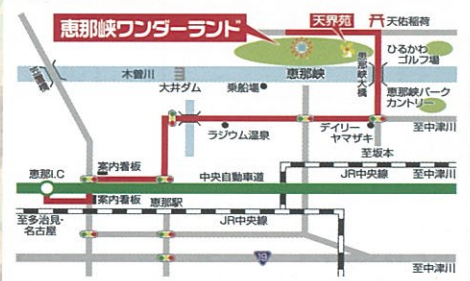 恵那峡ワンダーランド
天界苑
天佑稲荷
ひるかわ
ゴルフ場
木曽川
恵那峡
恵那峡大橋
大井ダム
乗船場
恵那峡パーク
カントリー
ラジウム温泉
デイリー
ヤマザキ
至中津川
至坂本
案内看板
恵那I.C
中央自動車道
JR中央線
至中津川
案内看板
恵那駅
至多治見・
名古屋
JR中央線
19
至中津川